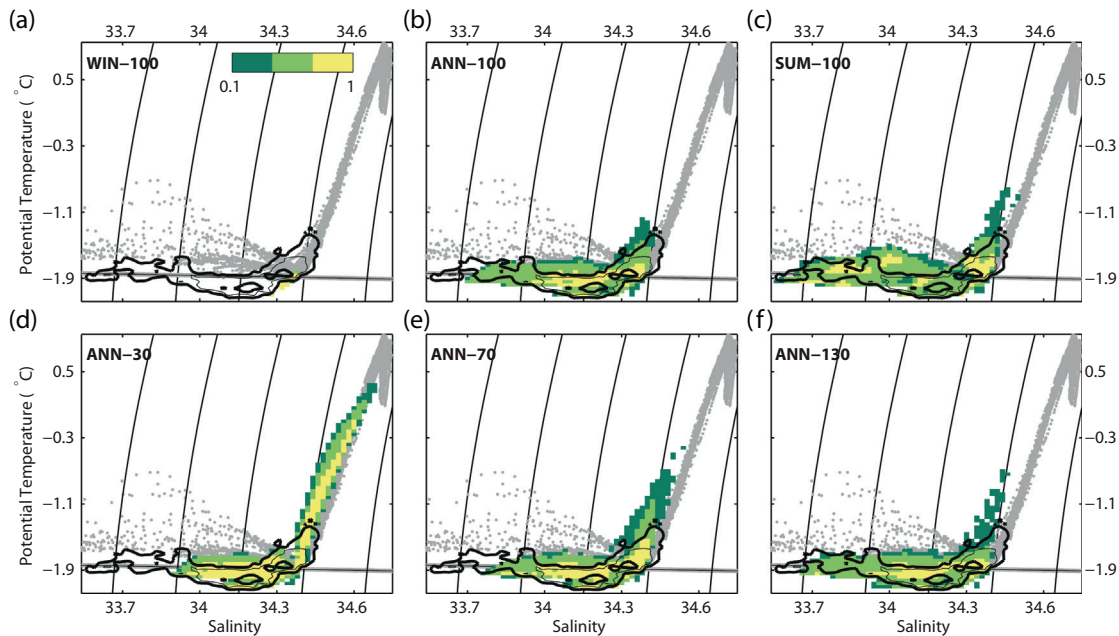 (a) (b) (c)
33.7 34 34.3 34.6 33.7 34 34.3 34.6 33.7 34 34.3 34.6
WIN−100 ANN−100 SUM−100
0.1 1
0.5 0.5
−0.3 −0.3
−1.1 −1.1
−1.9 −1.9
Potential Temperature ( °C)
(d) (e) (f)
ANN−30 ANN−70 ANN−130
0.5 0.5
−0.3 −0.3
−1.1 −1.1
−1.9 −1.9
Potential Temperature ( °C)
33.7 34 34.3 34.6 33.7 34 34.3 34.6 33.7 34 34.3 34.6
Salinity Salinity Salinity